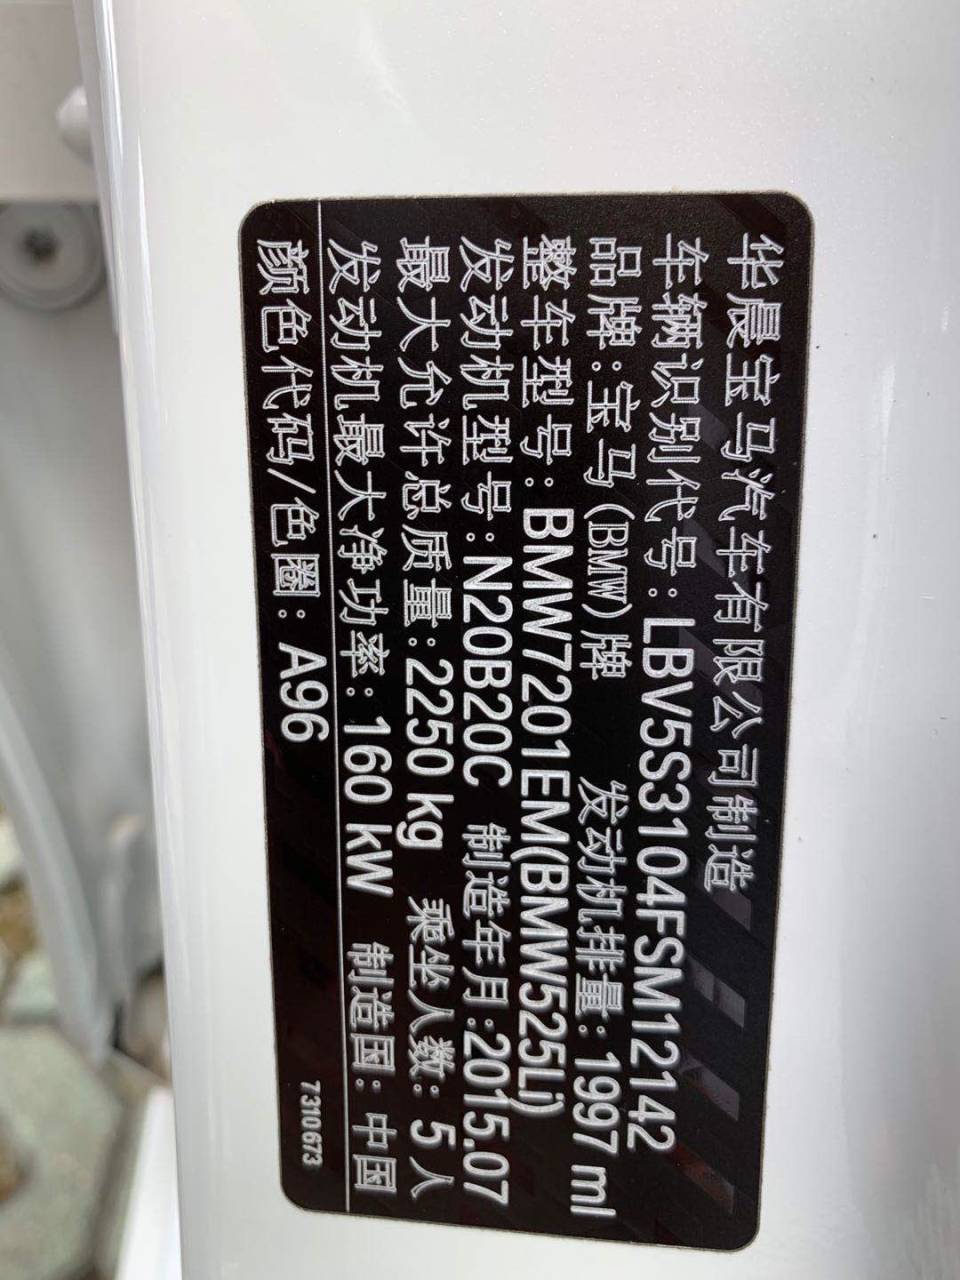 华晨宝马汽车有限公司制造
车辆识别代号：LBV5S3104FSM12142
品牌：宝马（BMW）牌 发动机排量：1997 ml
整车型号：BMW7201EM(BMW525Li)
发动机型号：N20B20C 制造年月：2015.07
最大允许总质量：2250 kg 乘坐人数：5人
发动机最大净功率：160 kW 制造国：中国
颜色代码/色圈：A96
7310673